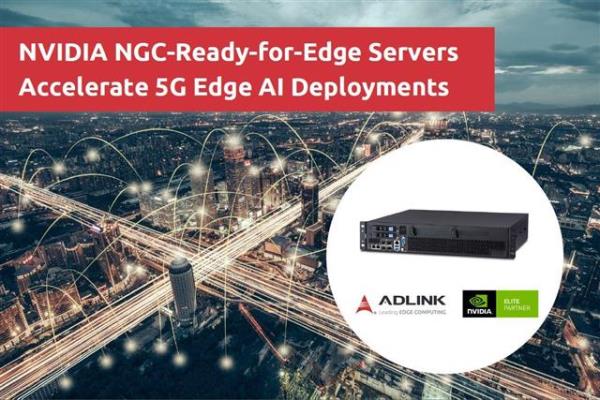 NVIDIA NGC-Ready-for-Edge Servers
Accelerate 5G Edge AI Deployments
ADLINK
Leading EDGE COMPUTING
NVIDIA
ELITE
PARTNER